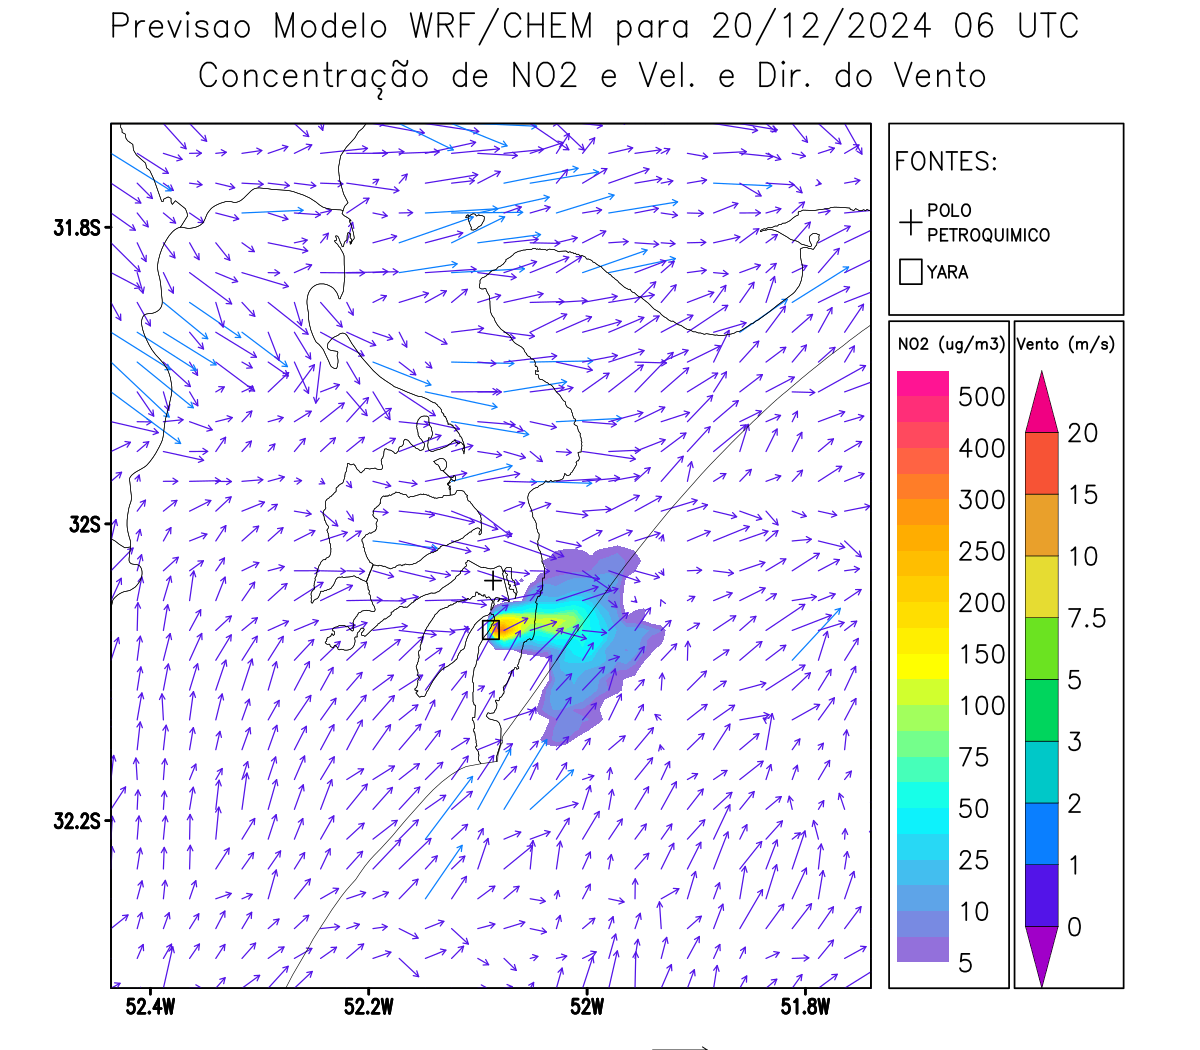 Previsao Modelo WRF/CHEM para 20/12/2024 06 UTC
Concentração de NO2 e Vel. e Dir. do Vento
FONTES:
POLO
PETROQUIMICO
YARA
NO2 (ug/m3)
500
400
300
250
200
150
100
75
50
25
10
5
Vento (m/s)
20
15
10
7.5
5
3
2
1
0
31.8S
32S
32.2S
52.4W
52.2W
52W
51.8W